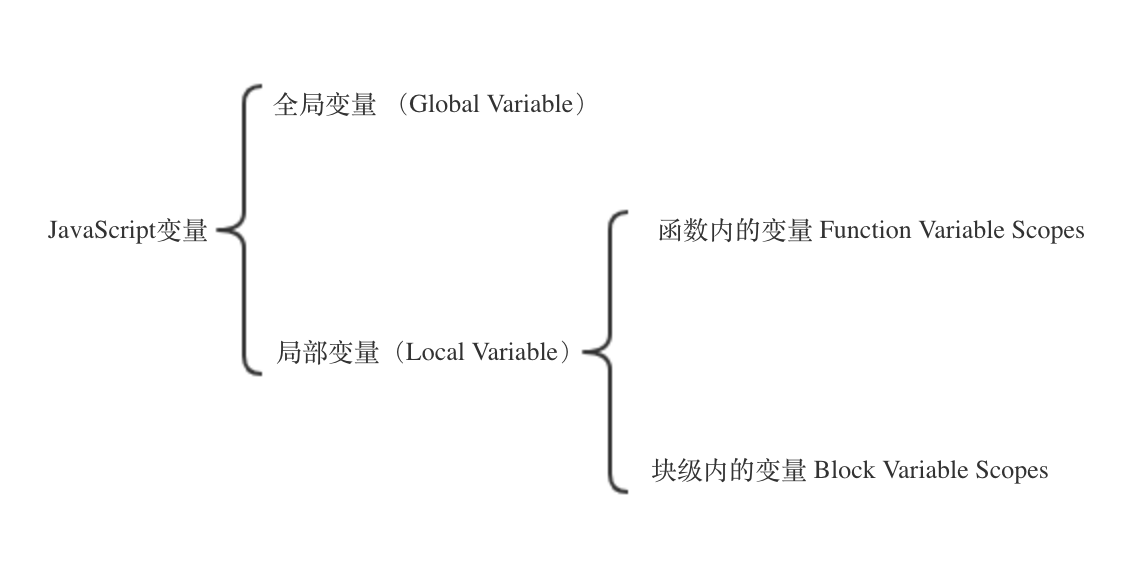 全局变量 （Global Variable）
JavaScript变量
函数内的变量 Function Variable Scopes
局部变量（Local Variable）
块级内的变量 Block Variable Scopes